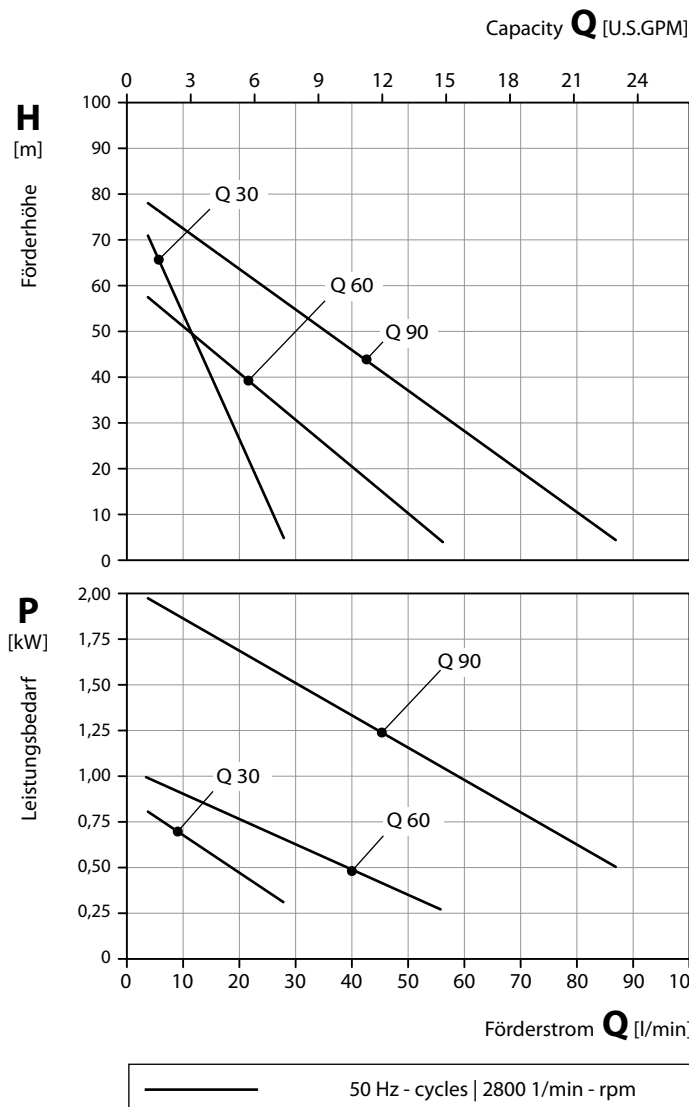 Capacity Q [U.S.GPM]
0 3 6 9 12 15 18 21 24
H
[m]
Förderhöhe
100
90
80
70
60
50
40
30
20
10
0
Q 30
Q 60
Q 90
P
[kW]
Leistungsbedarf
2,00
1,75
1,50
1,25
1,00
0,75
0,50
0,25
0
Q 90
Q 30
Q 60
0 10 20 30 40 50 60 70 80 90 100
Förderstrom Q [l/min]
50 Hz - cycles | 2800 1/min - rpm